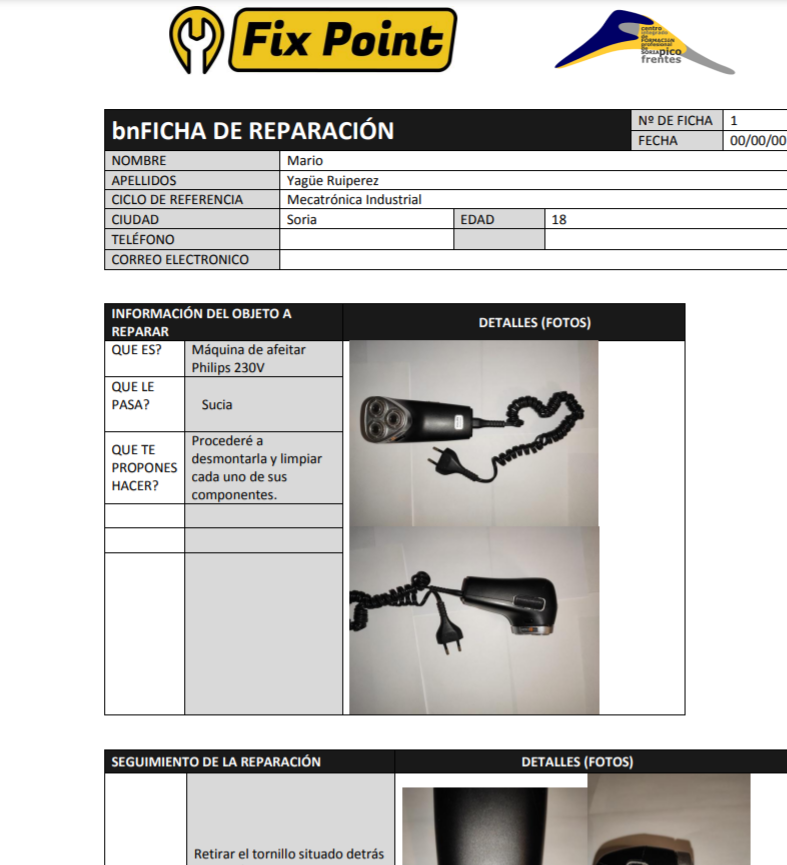 Fix Point
centro
integrado
de
FORMACIÓN
profesional
de
SORIA pico
frentes
bnFICHA DE REPARACIÓN
Nº DE FICHA 1
FECHA 00/00/00
NOMBRE Mario
APELLIDOS Yagüe Ruiperez
CICLO DE REFERENCIA Mecatrónica Industrial
CIUDAD Soria EDAD 18
TELÉFONO
CORREO ELECTRONICO
INFORMACIÓN DEL OBJETO A
REPARAR
DETALLES (FOTOS)
QUE ES?
Máquina de afeitar
Philips 230V
QUE LE
PASA?
Sucia
QUE TE
PROPONES
HACER?
Procederé a
desmontarla y limpiar
cada uno de sus
componentes.
SEGUIMIENTO DE LA REPARACIÓN
DETALLES (FOTOS)
Retirar el tornillo situado detrás